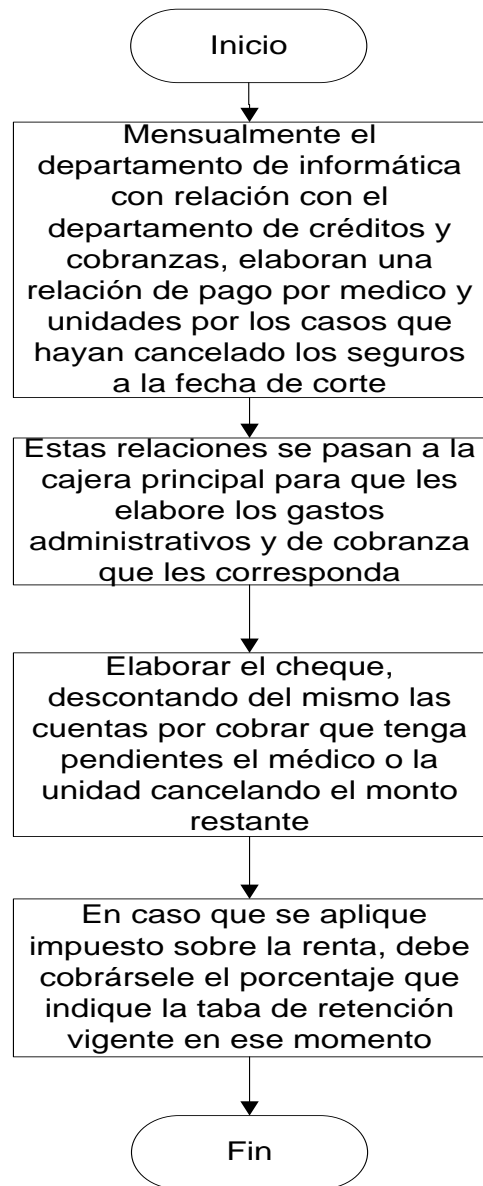 Inicio
Mensualmente el
departamento de informática
con relación con el
departamento de créditos y
cobranzas, elaboran una
relación de pago por medico y
unidades por los casos que
hayan cancelado los seguros
a la fecha de corte
Estas relaciones se pasan a la
cajera principal para que les
elabore los gastos
administrativos y de cobranza
que les corresponda
Elaborar el cheque,
descontando del mismo las
cuentas por cobrar que tenga
pendientes el médico o la
unidad cancelando el monto
restante
En caso que se aplique
impuesto sobre la renta, debe
cobrársele el porcentaje que
indique la taba de retención
vigente en ese momento
Fin